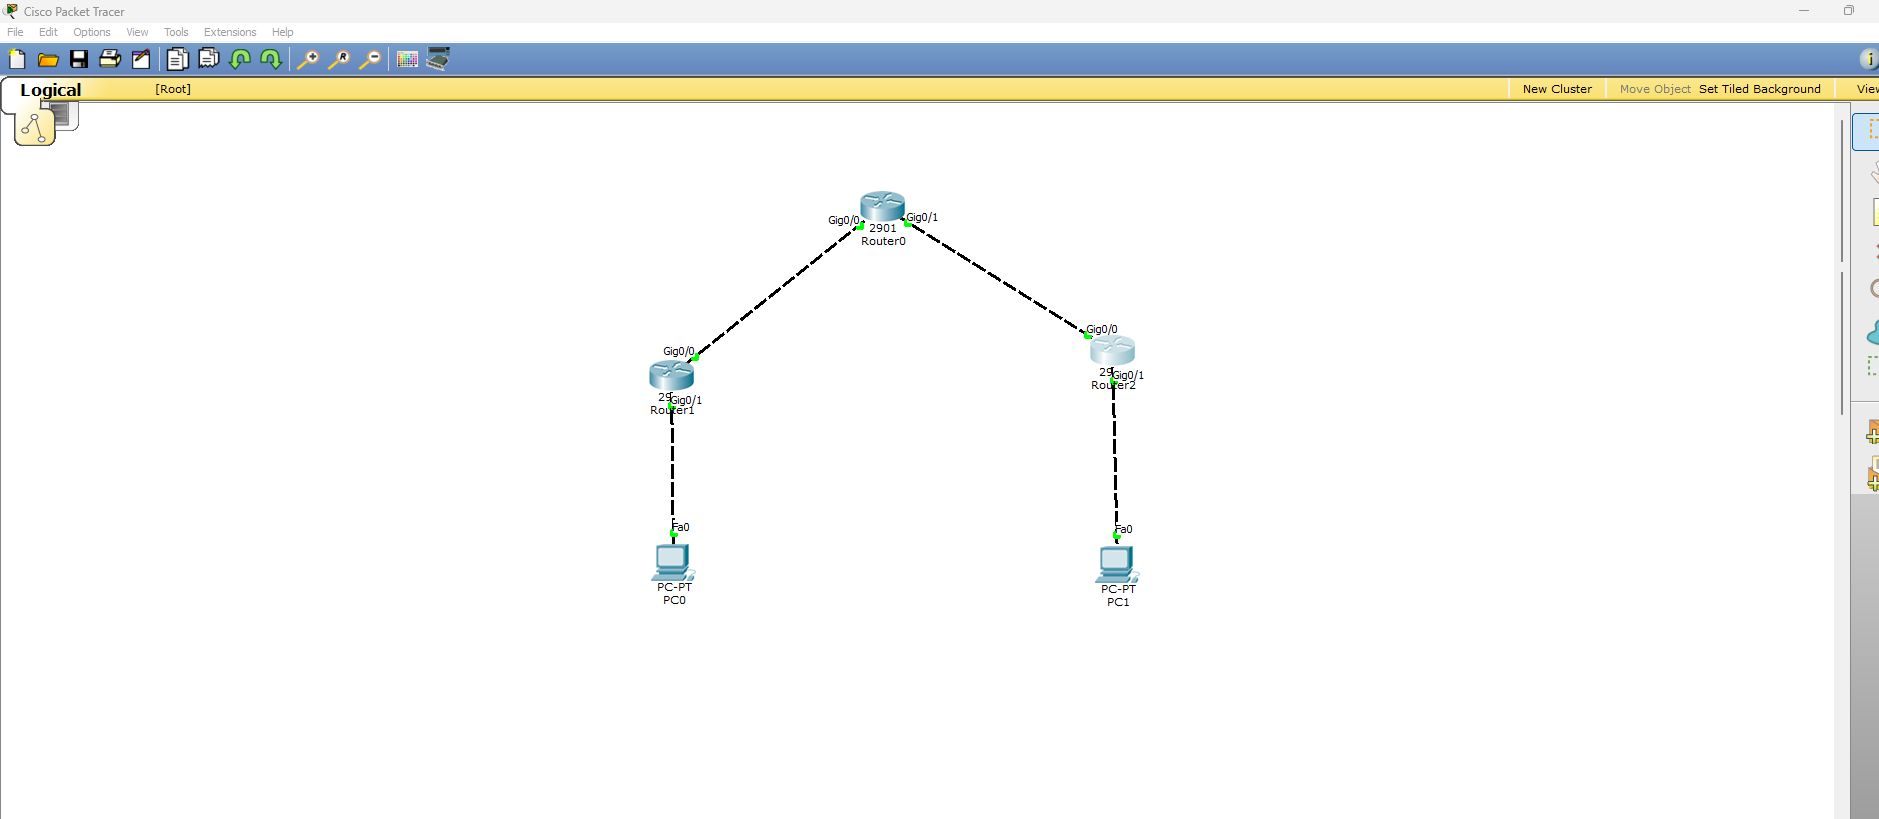 Cisco Packet Tracer
File Edit Options View Tools Extensions Help
Logical [Root] New Cluster Move Object Set Tiled Background
Gig0/0 Gig0/1
2901
Router0
Gig0/0
Gig0/0
29
Gig0/1
Router2
Gig0/1
29
Router1
Fa0
Fa0
PC-PT
PC0
PC-PT
PC1